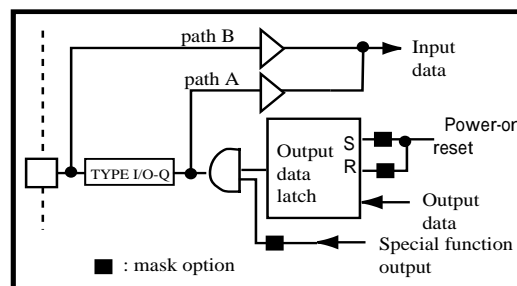 path B
Input
data
path A
Power-on
reset
S
R
Output
data
latch
TYPE I/O-Q
Output
data
Special function
output
: mask option